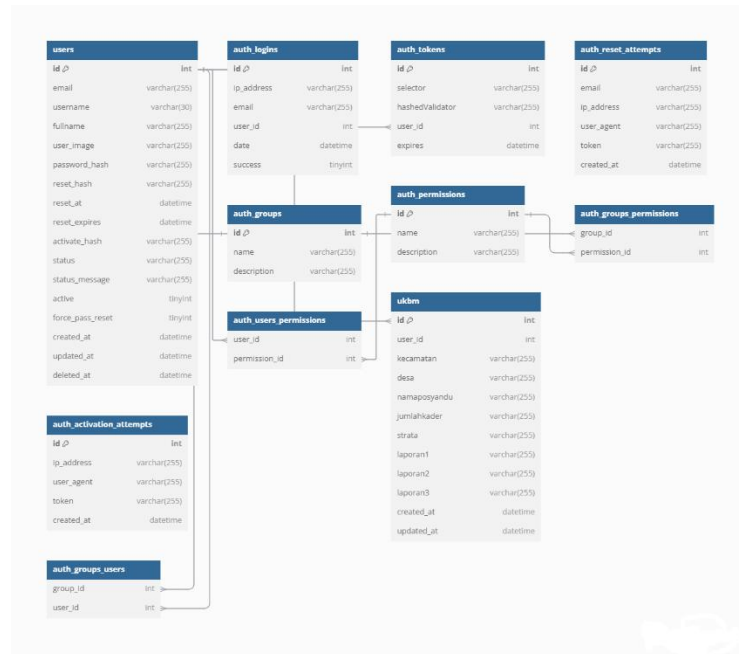 users
id int
email varchar(255)
username varchar(30)
fullname varchar(255)
user_image varchar(255)
password_hash varchar(255)
reset_hash varchar(255)
reset_at datetime
reset_expires datetime
activate_hash varchar(255)
status varchar(255)
status_message varchar(255)
active tinyint
force_pass_reset tinyint
created_at datetime
updated_at datetime
deleted_at datetime
auth_activation_attempts
id int
ip_address varchar(255)
user_agent varchar(255)
token varchar(255)
created_at datetime
auth_groups_users
group_id int
user_id int
auth_logins
id int
ip_address varchar(255)
email varchar(255)
user_id int
date datetime
success tinyint
auth_groups
id int
name varchar(255)
description varchar(255)
auth_users_permissions
user_id int
permission_id int
auth_tokens
id int
selector varchar(255)
hashedValidator varchar(255)
user_id int
expires datetime
auth_permissions
id int
name varchar(255)
description varchar(255)
ukbm
id int
user_id int
kecamatan varchar(255)
desa varchar(255)
namaposyandu varchar(255)
jumlahkader varchar(255)
strata varchar(255)
laporan1 varchar(255)
laporan2 varchar(255)
laporan3 varchar(255)
created_at datetime
updated_at datetime
auth_reset_attempts
id int
email varchar(255)
ip_address varchar(255)
user_agent varchar(255)
token varchar(255)
created_at datetime
auth_groups_permissions
group_id int
permission_id int